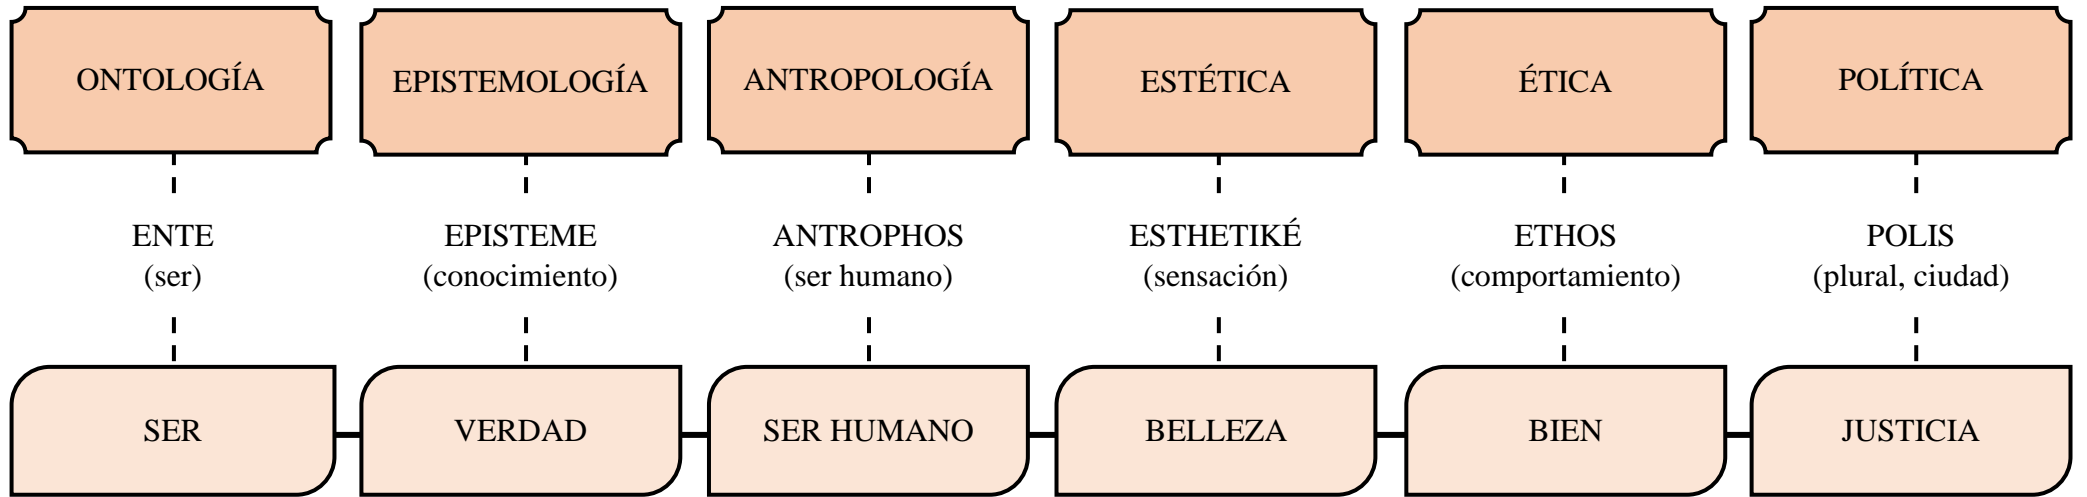 ONTOLOGÍA
EPISTEMOLOGÍA
ANTROPOLOGÍA
ESTÉTICA
ÉTICA
POLÍTICA
ENTE
(ser)
EPISTEME
(conocimiento)
ANTROPHOS
(ser humano)
ESTHETIKÉ
(sensación)
ETHOS
(comportamiento)
POLIS
(plural, ciudad)
SER
VERDAD
SER HUMANO
BELLEZA
BIEN
JUSTICIA